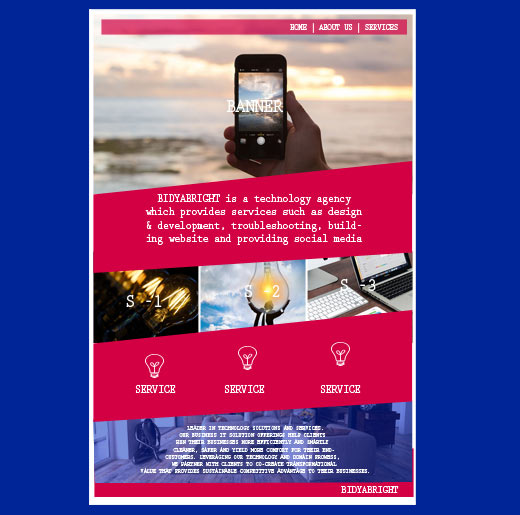 HOME | ABOUT US | SERVICES
BANNER
BIDYABRIGHT is a technology agency
which provides services such as design
& development, troubleshooting, build-
ing website and providing social media
S -1
S -2
S -3
SERVICE
SERVICE
SERVICE
LEADER IN TECHNOLOGY SOLUTIONS AND SERVICES.
OUR BUSINESS IT SOLUTION OFFERINGS HELP CLIENTS
RUN THEIR BUSINESSES MORE EFFICIENTLY AND SMARTLY
CLEANER, SAFER AND YIELD MORE COMFORT FOR THEIR END-
CUSTOMERS. LEVERAGING OUR TECHNOLOGY AND DOMAIN PROWESS,
WE PARTNER WITH CLIENTS TO CO-CREATE TRANSFORMATIONAL
VALUE THAT PROVIDES SUSTAINABLE COMPETITIVE ADVANTAGE TO THEIR BUSINESSES.
BIDYABRIGHT